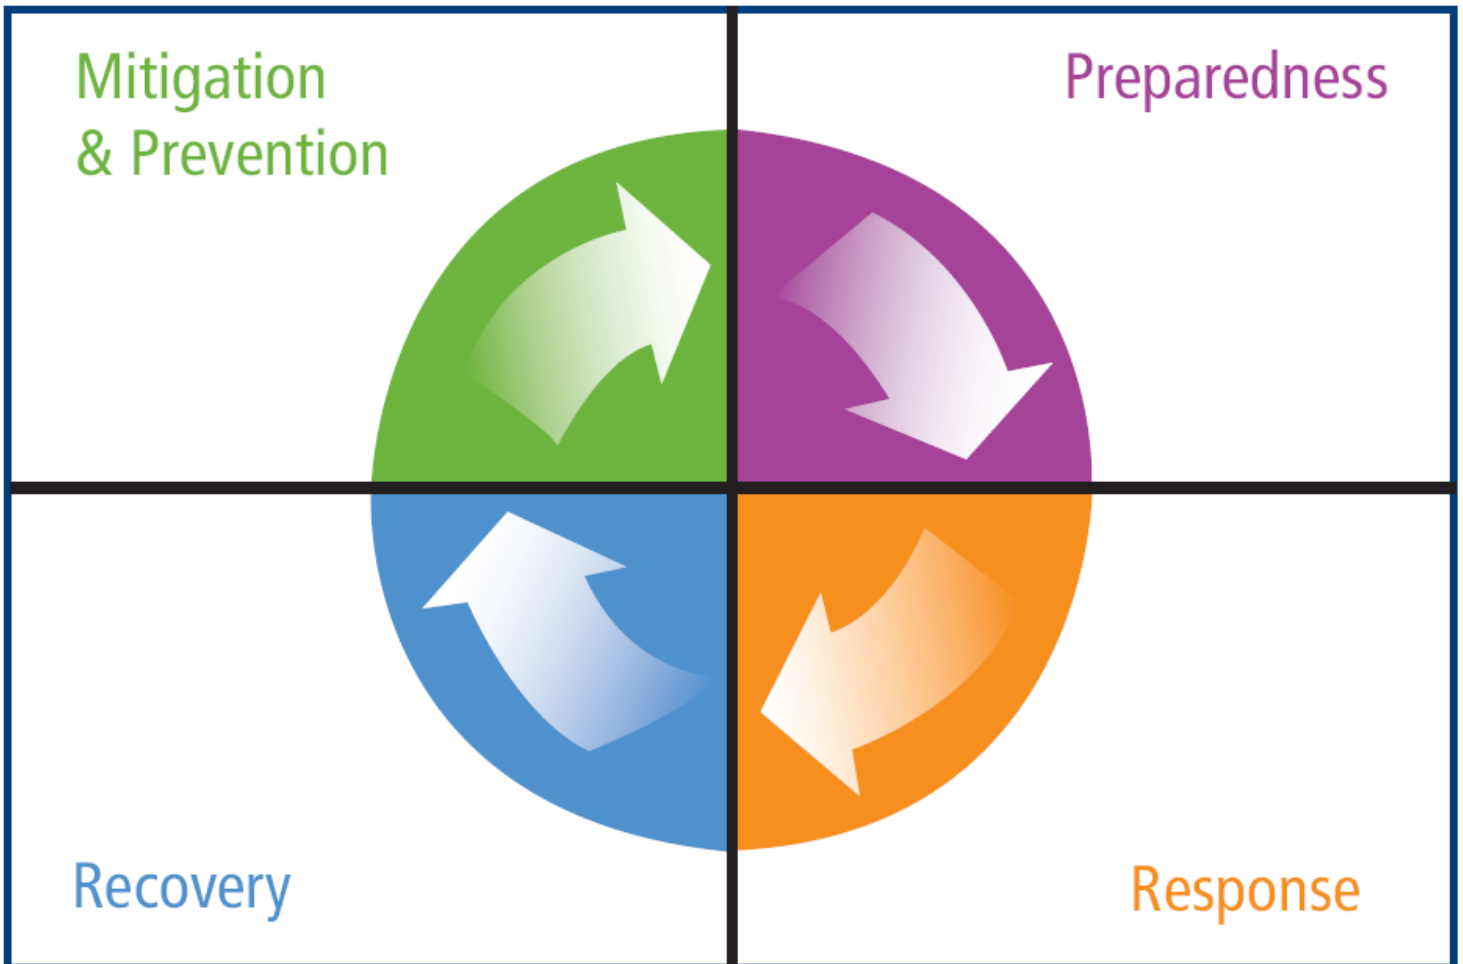 Mitigation
& Prevention
Preparedness
Recovery
Response